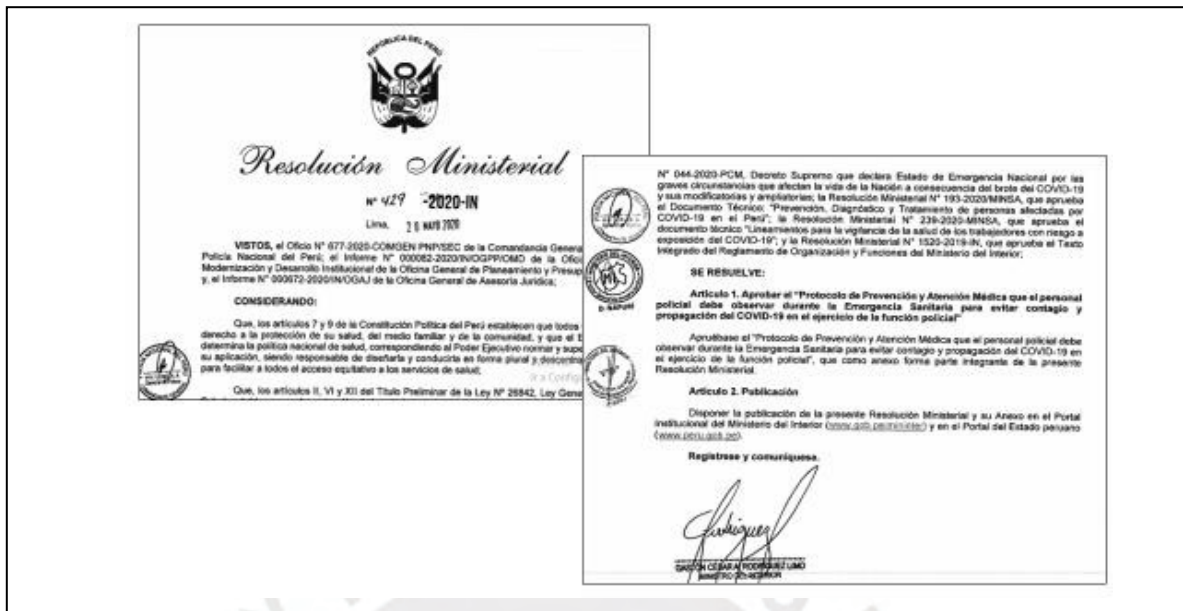 REPÚBLICA DEL PERÚ
Resolución Ministerial
N° 429 -2020-IN
Lima, 20 MAYO 2020
VISTOS, el Oficio N° 677-2020-COMGEN PNP/SEC de la Comandancia Genera
Policía Nacional del Perú; el Informe N° 000082-2020/IN/OGPP/OMD de la Ofici
Modernización y Desarrollo Institucional de la Oficina General de Planeamiento y Presup
y, el Informe N° 000672-2020/IN/OGAJ de la Oficina General de Asesoría Jurídica;
CONSIDERANDO:
Que, los artículos 7 y 9 de la Constitución Política del Perú establecen que todos
derecho a la protección de su salud, del medio familiar y de la comunidad, y que el E
determina la política nacional de salud, correspondiendo al Poder Ejecutivo normar y supe
su aplicación, siendo responsable de diseñarla y conducirla en forma plural y descentra
para facilitar a todos el acceso equitativo a los servicios de salud;
Ir a Config
Que, los artículos II, VI y XII del Título Preliminar de la Ley N° 26842, Ley Gene
N° 044-2020-PCM, Decreto Supremo que declara Estado de Emergencia Nacional por las
graves circunstancias que afectan la vida de la Nación a consecuencia del brote del COVID-19
y sus modificatorias y ampliatorias; la Resolución Ministerial N° 193-2020/MINSA, que aprueba
el Documento Técnico: "Prevención, Diagnóstico y Tratamiento de personas afectadas por
COVID-19 en el Perú"; la Resolución Ministerial N° 239-2020-MINSA, que aprueba el
documento técnico "Lineamientos para la vigilancia de la salud de los trabajadores con riesgo a
exposición del COVID-19"; y la Resolución Ministerial N° 1520-2019-IN, que aprueba el Texto
Integrado del Reglamento de Organización y Funciones del Ministerio del Interior;
SE RESUELVE:
Artículo 1. Aprobar el "Protocolo de Prevención y Atención Médica que el personal
policial debe observar durante la Emergencia Sanitaria para evitar contagio y
propagación del COVID-19 en el ejercicio de la función policial"
Apruébase el "Protocolo de Prevención y Atención Médica que el personal policial debe
observar durante la Emergencia Sanitaria para evitar contagio y propagación del COVID-19 en
el ejercicio de la función policial", que como anexo forma parte integrante de la presente
Resolución Ministerial.
Artículo 2. Publicación
Disponer la publicación de la presente Resolución Ministerial y su Anexo en el Portal
Institucional del Ministerio del Interior (www.gob.pe/mininter) y en el Portal del Estado peruano
(www.peru.gob.pe).
Regístrese y comuníquese.
GASTÓN CÉSAR A. RODRÍGUEZ LIMO
MINISTRO DEL INTERIOR